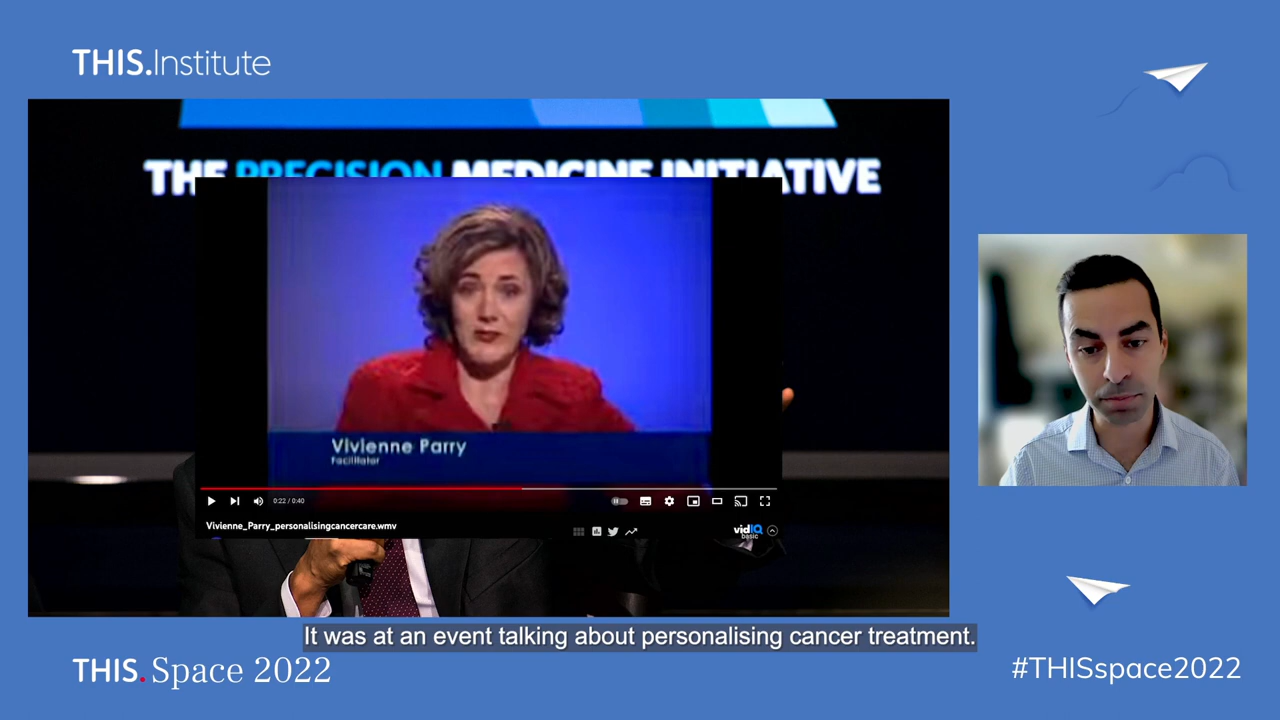 THIS.Institute
THE PRECISION MEDICINE INITIATIVE
Vivienne Parry
Facilitator
0:22 / 0:40
Vivienne_Parry_personalisingcancercare.wmv
vidIQ
basic
It was at an event talking about personalising cancer treatment.
THIS. Space 2022
#THISspace2022